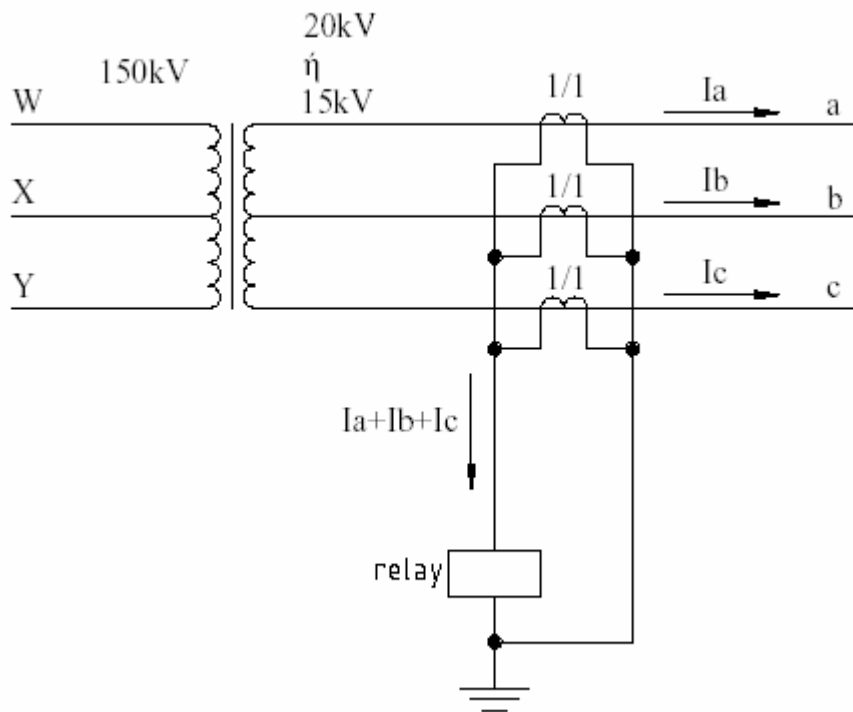 20kV
150kV
ή
15kV
1/1
Ia
W
a
1/1
Ib
X
b
1/1
Ic
Y
c
Ia+Ib+Ic
relay